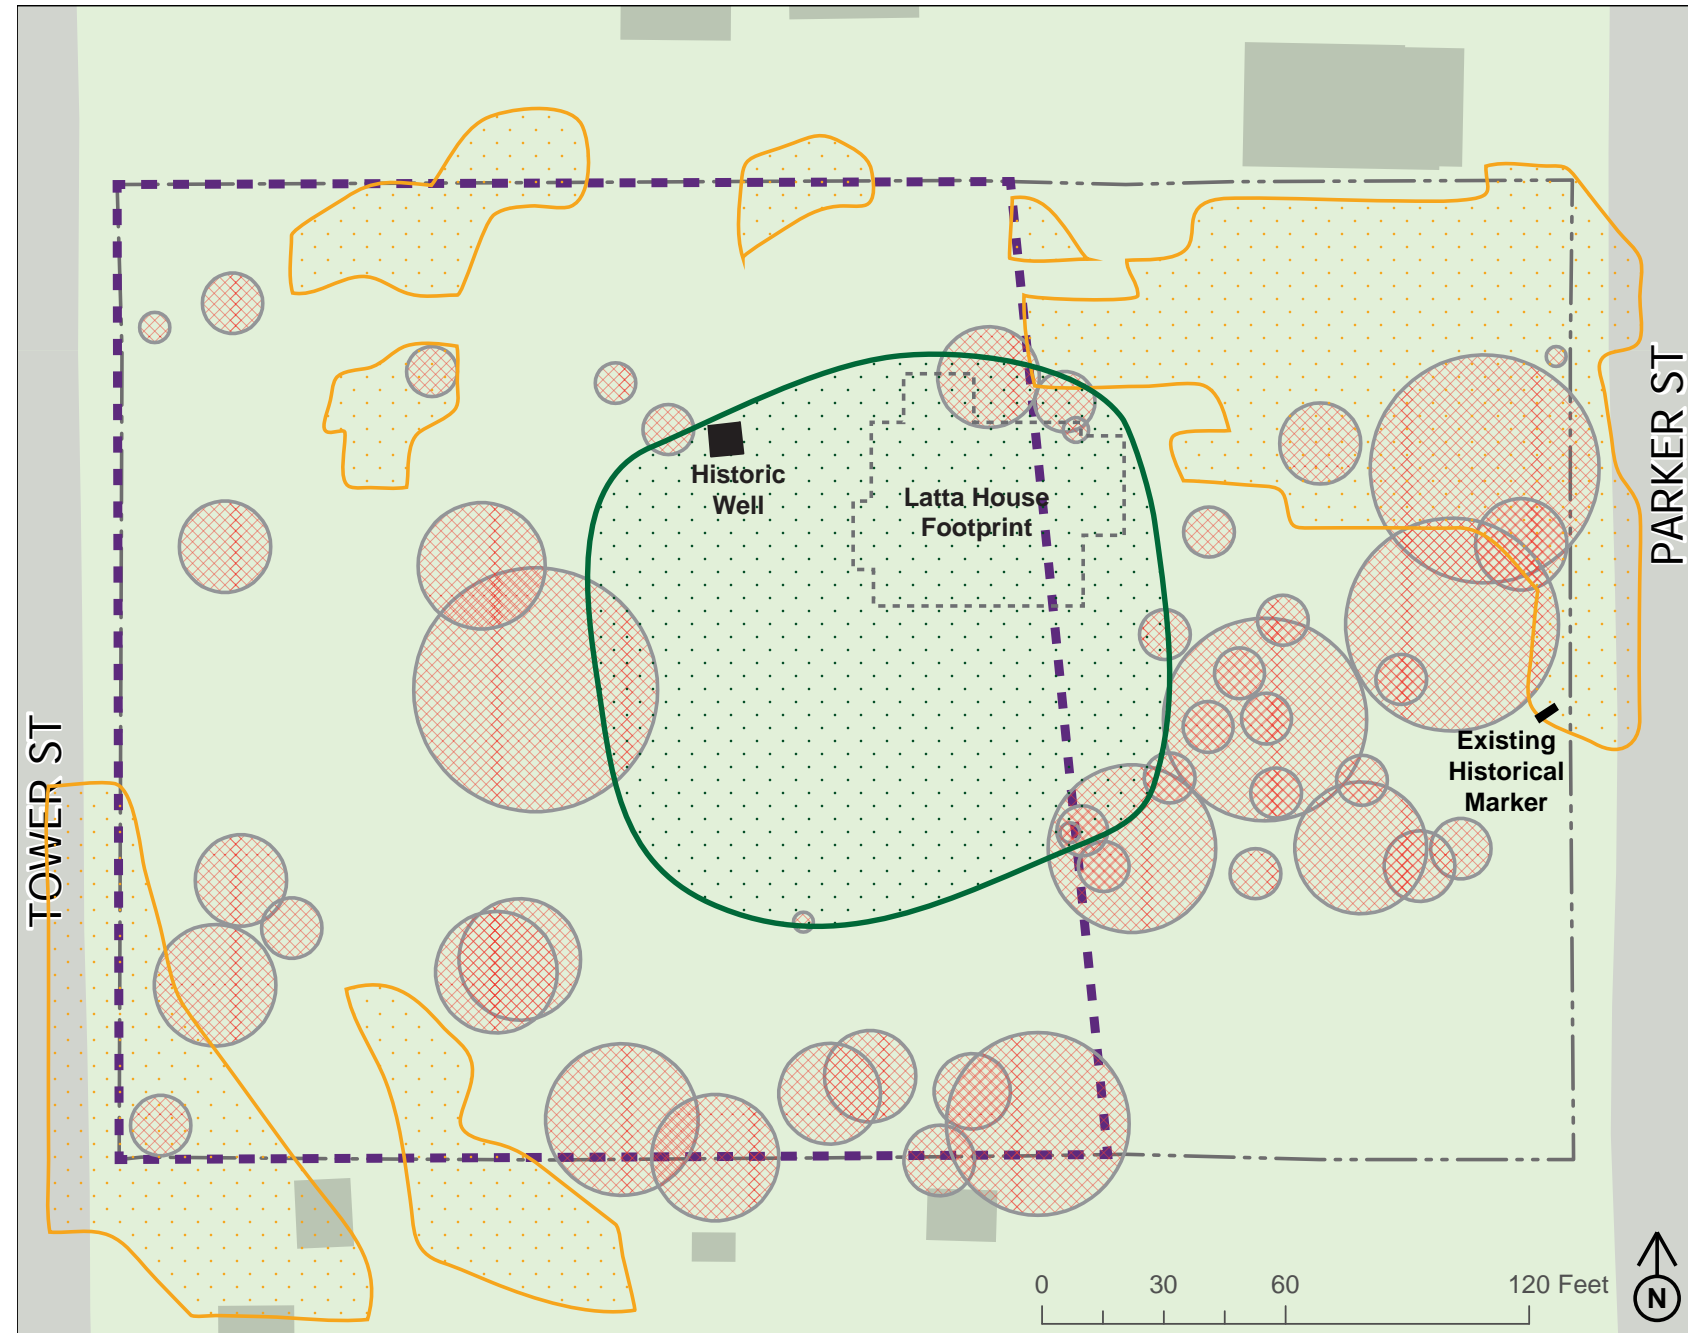 Historic
Well
Latta House
Footprint
PARKER ST
TOWER ST
Existing
Historical
Marker
0 30 60 120 Feet
N